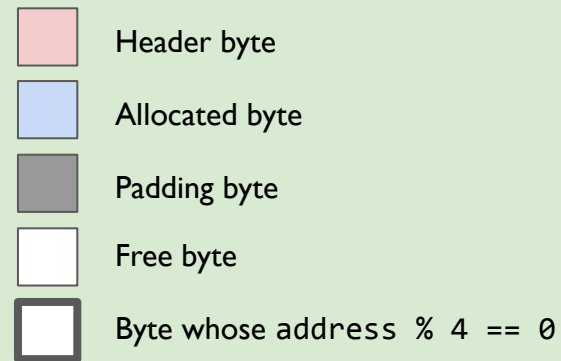 Header byte
Allocated byte
Padding byte
Free byte
Byte whose address % 4 == 0